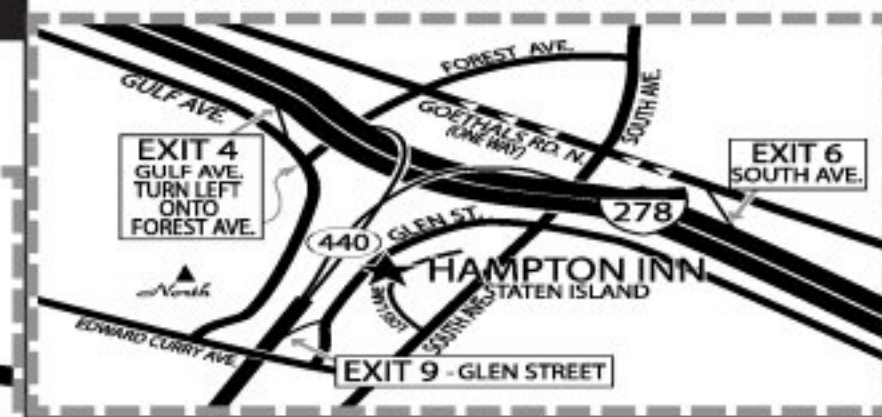 FOREST AVE.
GULF AVE.
GOETHALS RD. N.
(ONE WAY)
SOUTH AVE.
EXIT 4
GULF AVE.
TURN LEFT
ONTO
FOREST AVE.
EXIT 6
SOUTH AVE.
278
440
GLEN ST.
HAMPTON INN
STATEN ISLAND
North
LOIS LANE
SOUTH AVE.
EDWARD CURRY AVE.
EXIT 9 - GLEN STREET